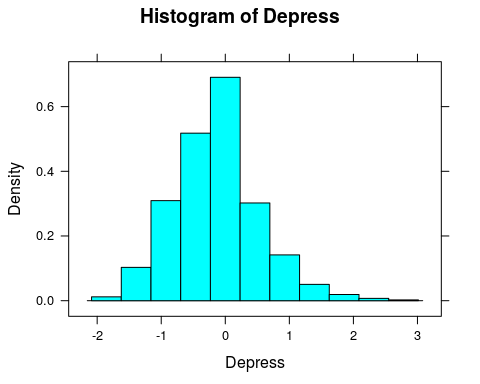 Histogram of Depress
Density
0.6
0.4
0.2
0.0
-2 -1 0 1 2 3
Depress